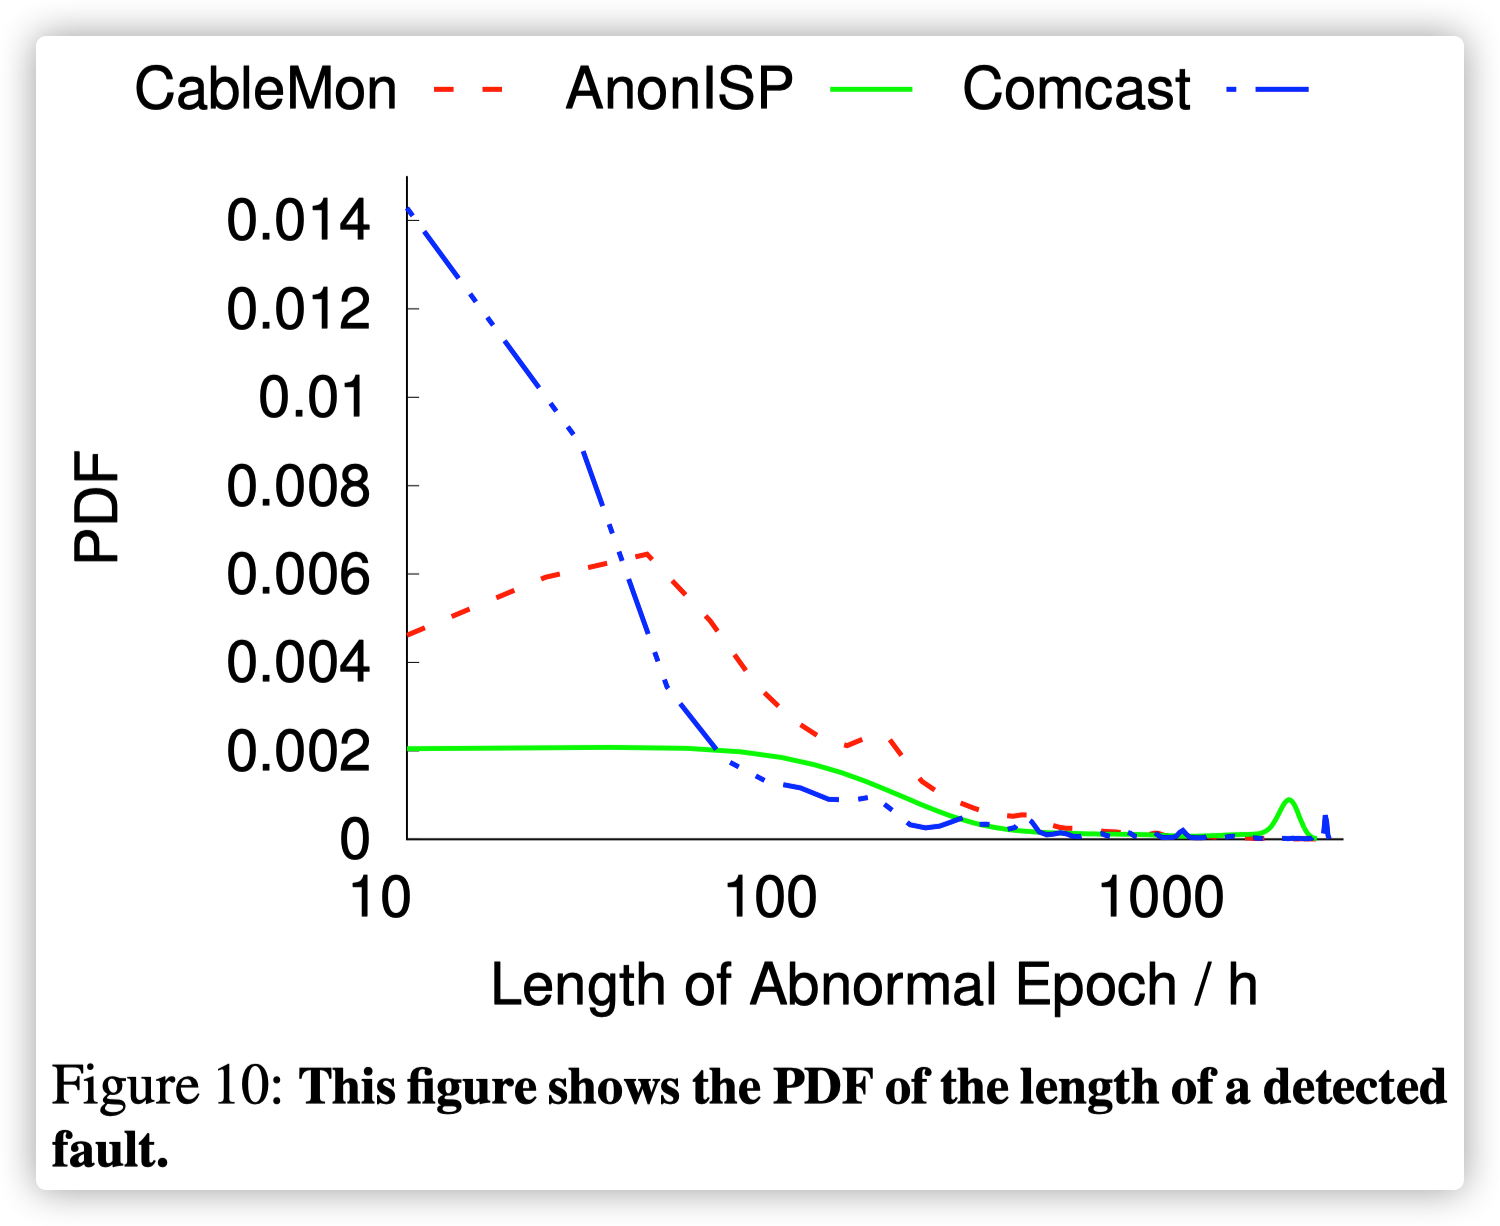 CableMon AnonISP Comcast
0.014
0.012
0.01
0.008
0.006
0.004
0.002
0
PDF
10 100 1000
Length of Abnormal Epoch / h
Figure 10: This figure shows the PDF of the length of a detected
fault.